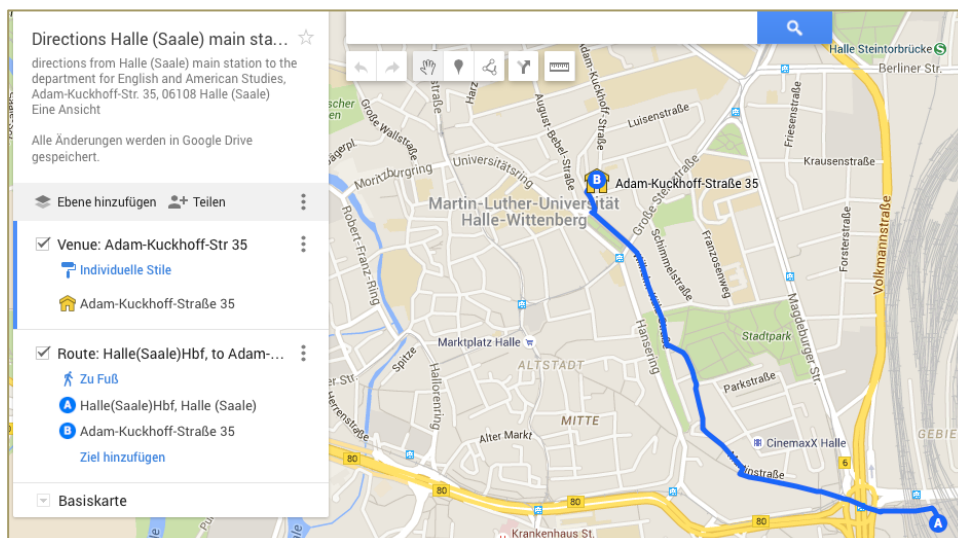 Directions Halle (Saale) main sta...
directions from Halle (Saale) main station to the
department for English and American Studies,
Adam-Kuckhoff-Str. 35, 06108 Halle (Saale)
Eine Ansicht
Alle Änderungen werden in Google Drive
gespeichert.
Ebene hinzufügen
Teilen
Venue: Adam-Kuckhoff-Str 35
Individuelle Stile
Adam-Kuckhoff-Straße 35
Route: Halle(Saale)Hbf, to Adam-...
Zu Fuß
A Halle(Saale)Hbf, Halle (Saale)
B Adam-Kuckhoff-Straße 35
Ziel hinzufügen
Basiskarte
Halle Steintorbrücke S
Berliner Str.
Adam-Kuckhoff-Straße
August-Bebel-Straße
Luisenstraße
Friesenstraße
Krausenstraße
Große Wallstraße
Universitätsring
Moritzburgring
B
Adam-Kuckhoff-Straße 35
Martin-Luther-Universität
Halle-Wittenberg
Große Steinstraße
Robert-Franz-Ring
Schimmelstraße
Franzosenweg
Forsterstraße
Volkmannstraße
Hansering
Magdeburger Str.
Stadtpark
Marktplatz Halle
Spitze
ALTSTADT
Parkstraße
Hallorenring
Herrenstraße
MITTE
Alter Markt
CinemaxX Halle
GEBIE
80
6
80
80
80
A
Krankenhaus St.